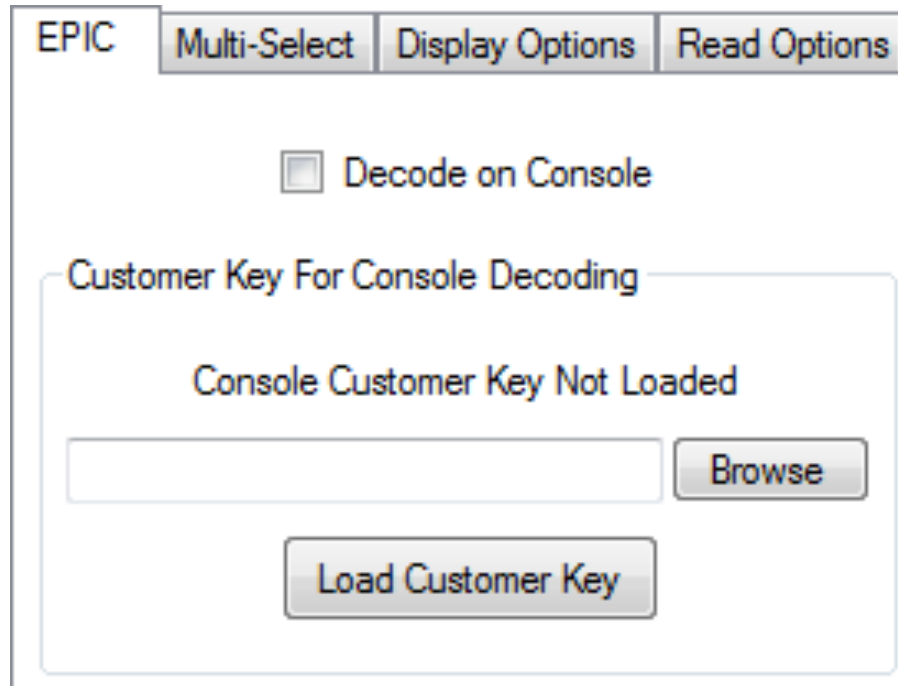 EPIC Multi-Select Display Options Read Options
Decode on Console
Customer Key For Console Decoding
Console Customer Key Not Loaded
Browse
Load Customer Key